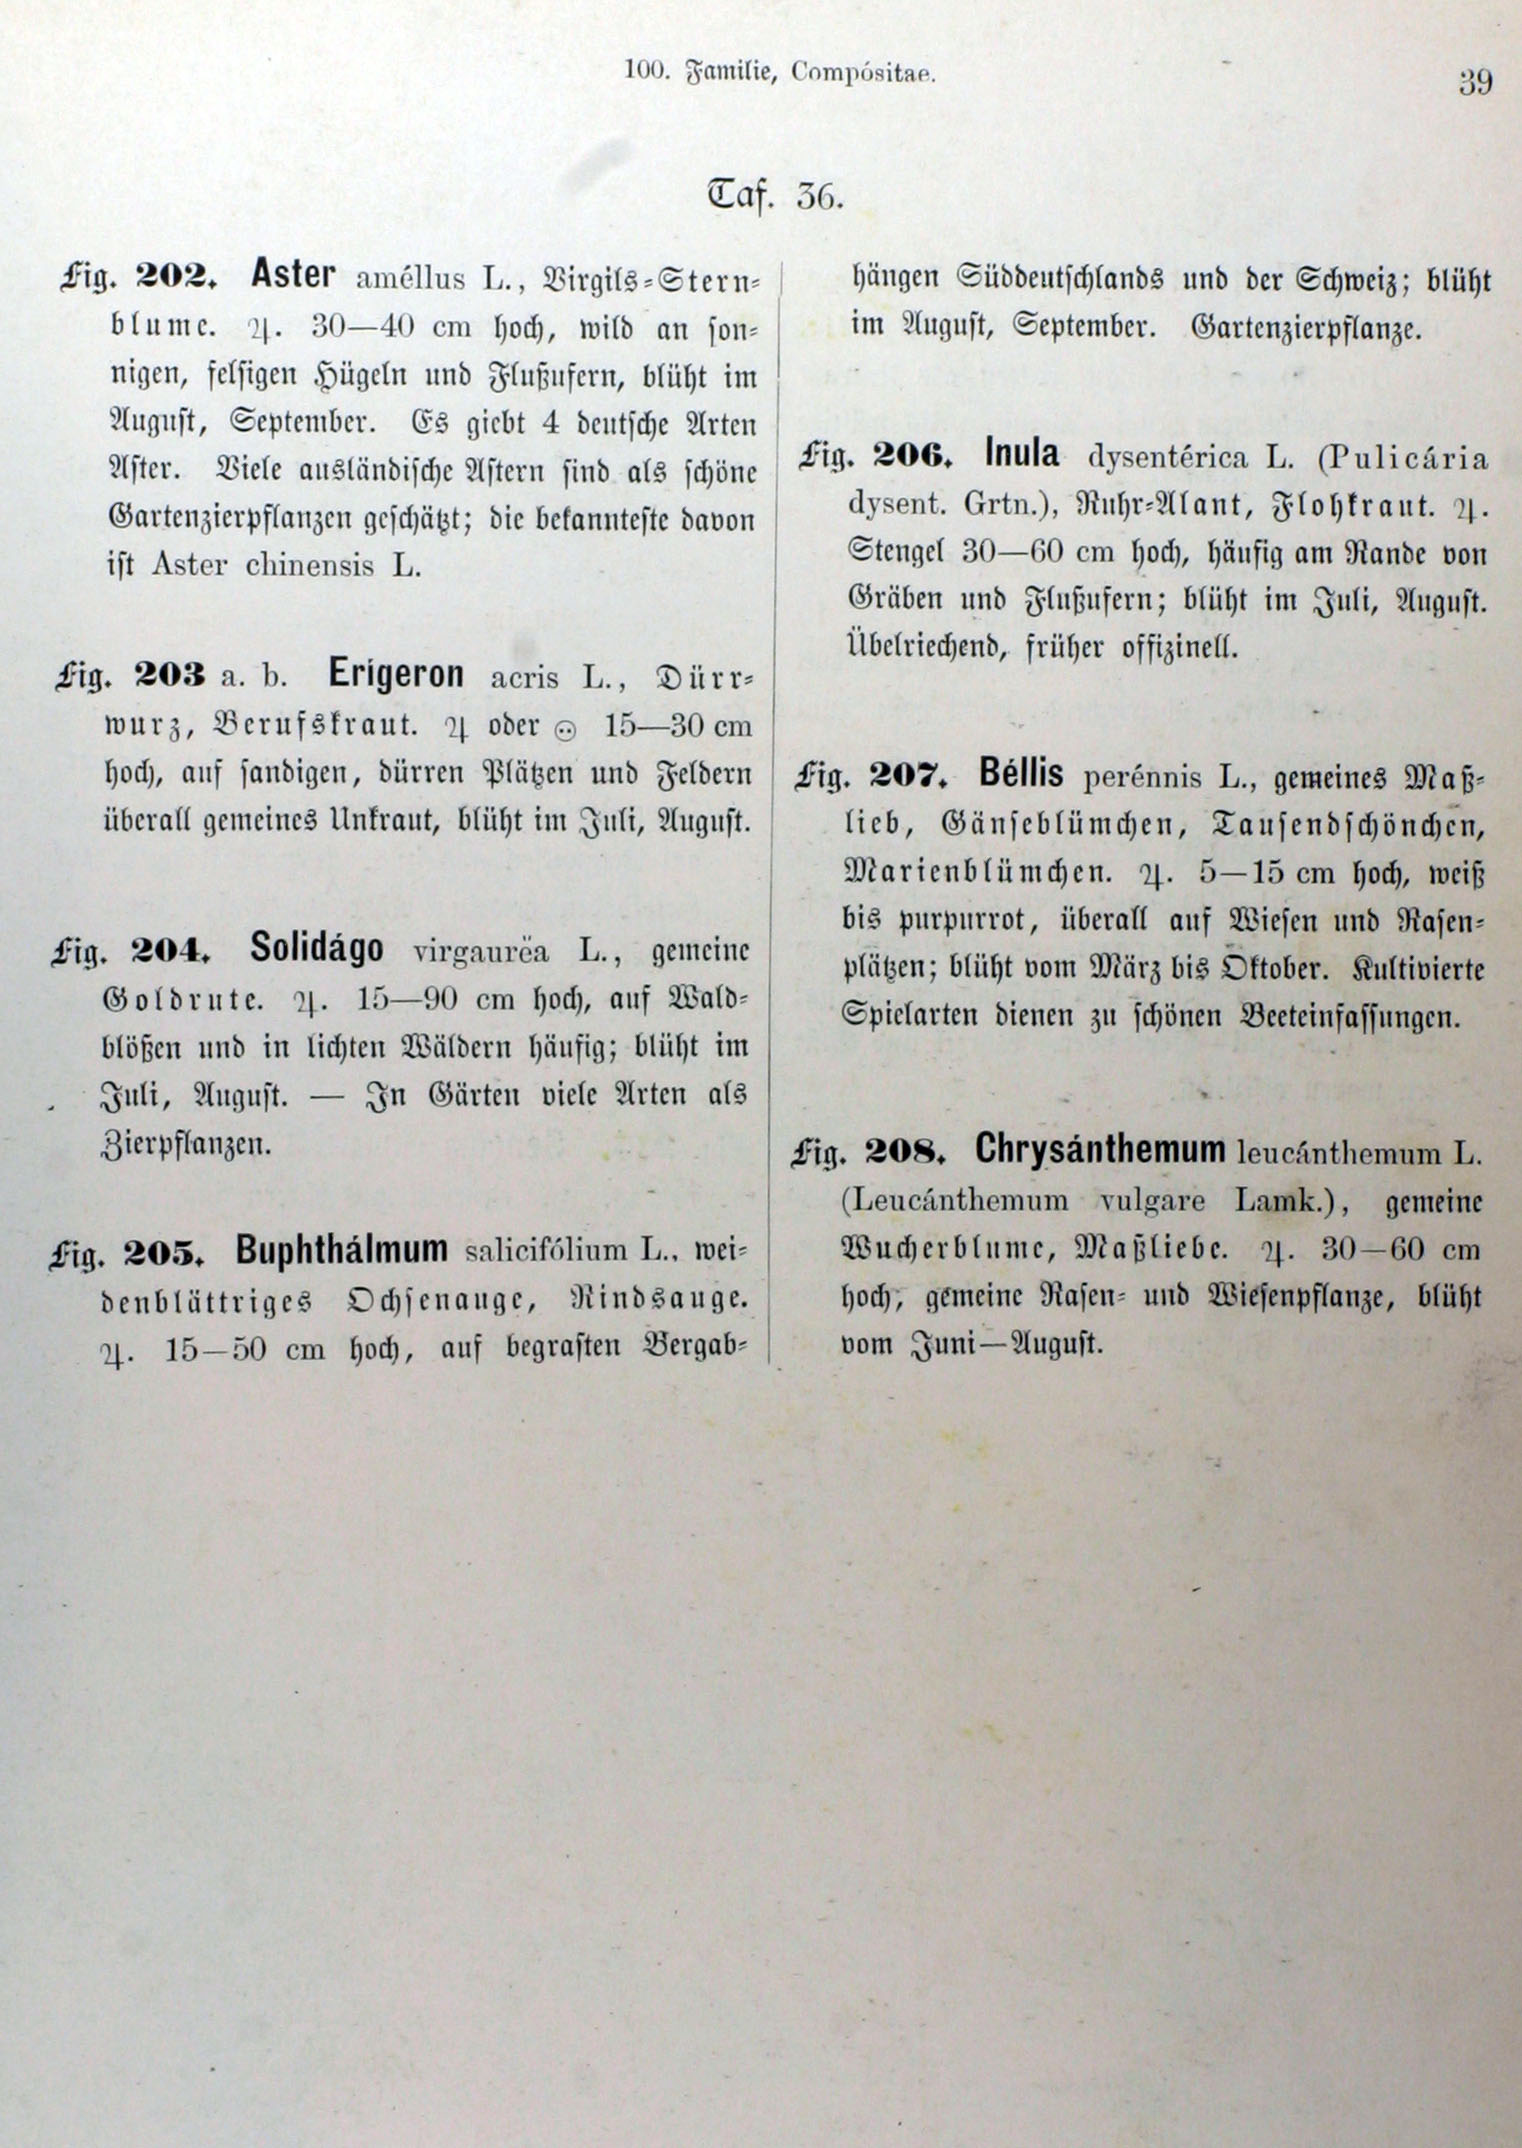 100. Familie, Compósitae.
39
Taf. 36.
Fig. 202. Aster améllus L., Virgils-Stern-
blume. ♃. 30—40 cm hoch, wild an son-
nigen, felsigen Hügeln und Flußufern, blüht im
August, September. Es giebt 4 deutsche Arten
Aster. Viele ausländische Astern sind als schöne
Gartenzierpflanzen geschätzt; die bekannteste davon
ist Aster chinensis L.
Fig. 203 a. b. Erígeron acris L., Dürr-
wurz, Berufskraut. ♃ oder ⊙ 15—30 cm
hoch, auf sandigen, dürren Plätzen und Feldern
überall gemeines Unkraut, blüht im Juli, August.
Fig. 204. Solidágo virgaurëa L., gemeine
Goldrute. ♃. 15—90 cm hoch, auf Wald-
blößen und in lichten Wäldern häufig; blüht im
Juli, August. — In Gärten viele Arten als
Zierpflanzen.
Fig. 205. Buphthálmum salicifólium L., wei-
denblättriges Ochsenauge, Rindsauge.
♃. 15—50 cm hoch, auf begrasten Bergab-
hängen Süddeutschlands und der Schweiz; blüht
im August, September. Gartenzierpflanze.
Fig. 206. Inula dysentérica L. (Pulicária
dysent. Grtn.), Ruhr-Alant, Flohkraut. ♃.
Stengel 30—60 cm hoch, häufig am Rande von
Gräben und Flußufern; blüht im Juli, August.
Übelriechend, früher offizinell.
Fig. 207. Béllis perénnis L., gemeines Maß-
lieb, Gänseblümchen, Tausendschönchen,
Marienblümchen. ♃. 5—15 cm hoch, weiß
bis purpurrot, überall auf Wiesen und Rasen-
plätzen; blüht vom März bis Oktober. Kultivierte
Spielarten dienen zu schönen Beeteinfassungen.
Fig. 208. Chrysánthemum leucánthemum L.
(Leucánthemum vulgare Lamk.), gemeine
Wucherblume, Maßliebe. ♃. 30—60 cm
hoch, gemeine Rasen- und Wiesenpflanze, blüht
vom Juni—August.